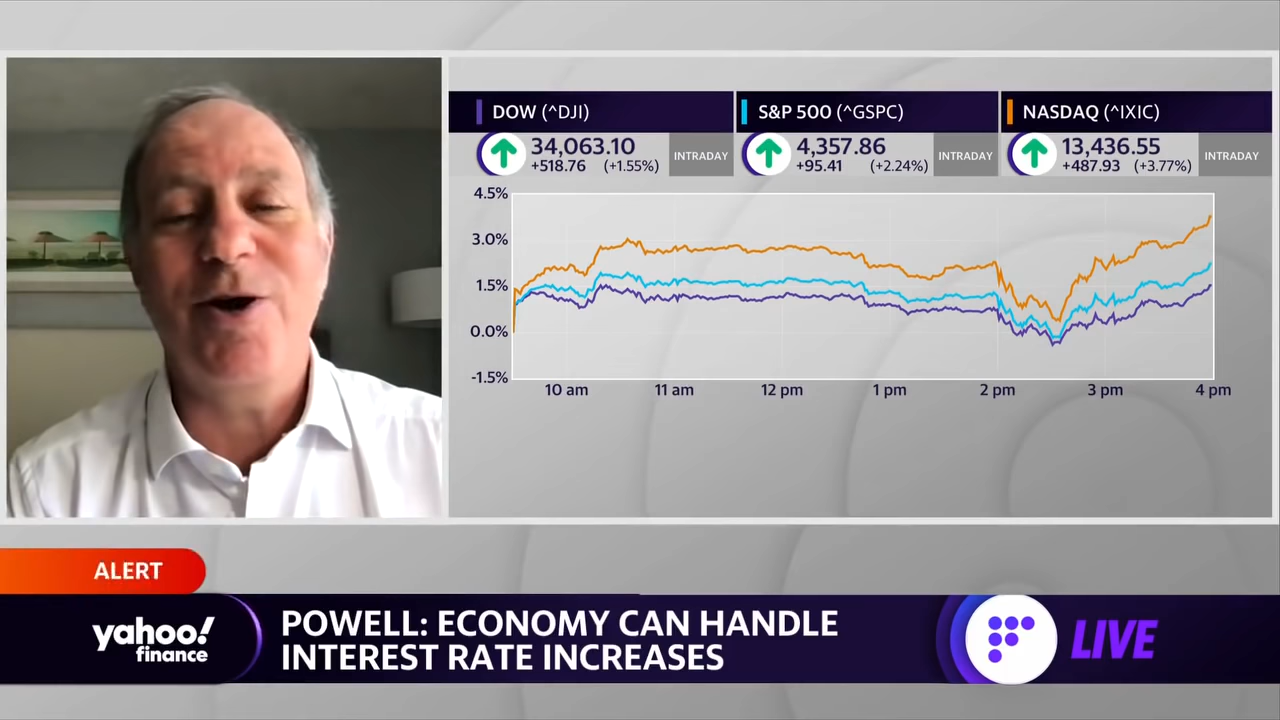 DOW (^DJI)
34,063.10
+518.76 (+1.55%)
INTRADAY
S&P 500 (^GSPC)
4,357.86
+95.41 (+2.24%)
INTRADAY
NASDAQ (^IXIC)
13,436.55
+487.93 (+3.77%)
INTRADAY
4.5%
3.0%
1.5%
0.0%
-1.5%
10 am 11 am 12 pm 1 pm 2 pm 3 pm 4 pm
ALERT
yahoo!
finance
POWELL: ECONOMY CAN HANDLE
INTEREST RATE INCREASES
LIVE